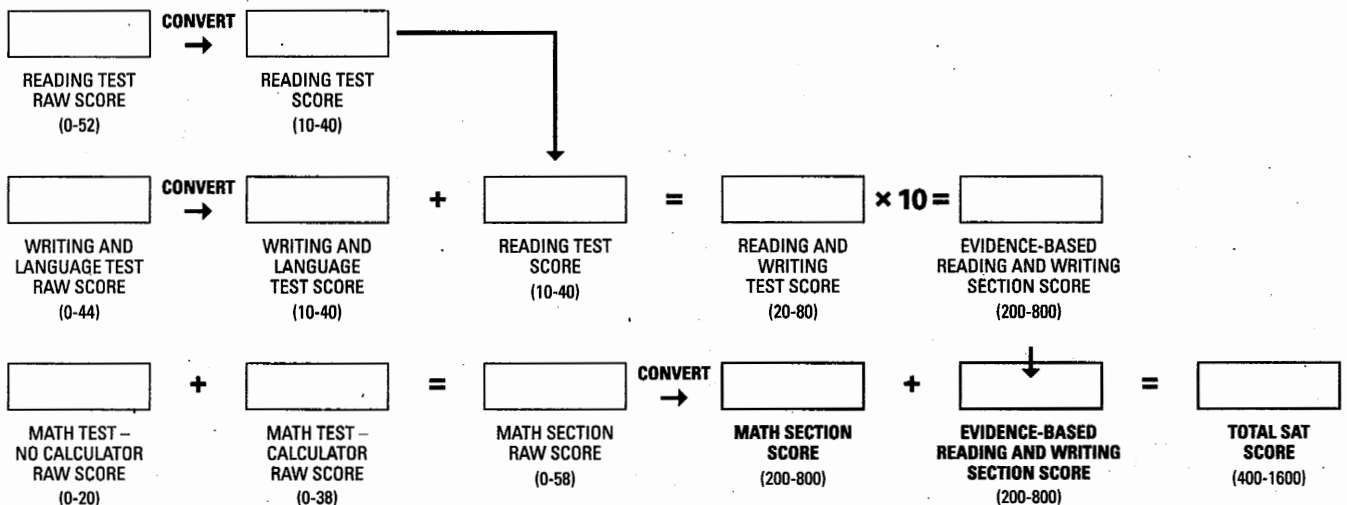 CONVERT
→
READING TEST
RAW SCORE
(0-52)
READING TEST
SCORE
(10-40)
CONVERT
→
+
=
× 10 =
WRITING AND
LANGUAGE TEST
RAW SCORE
(0-44)
WRITING AND
LANGUAGE
TEST SCORE
(10-40)
READING TEST
SCORE
(10-40)
READING AND
WRITING
TEST SCORE
(20-80)
EVIDENCE-BASED
READING AND WRITING
SECTION SCORE
(200-800)
+
=
CONVERT
→
+
=
MATH TEST –
NO CALCULATOR
RAW SCORE
(0-20)
MATH TEST –
CALCULATOR
RAW SCORE
(0-38)
MATH SECTION
RAW SCORE
(0-58)
MATH SECTION
SCORE
(200-800)
EVIDENCE-BASED
READING AND WRITING
SECTION SCORE
(200-800)
TOTAL SAT
SCORE
(400-1600)